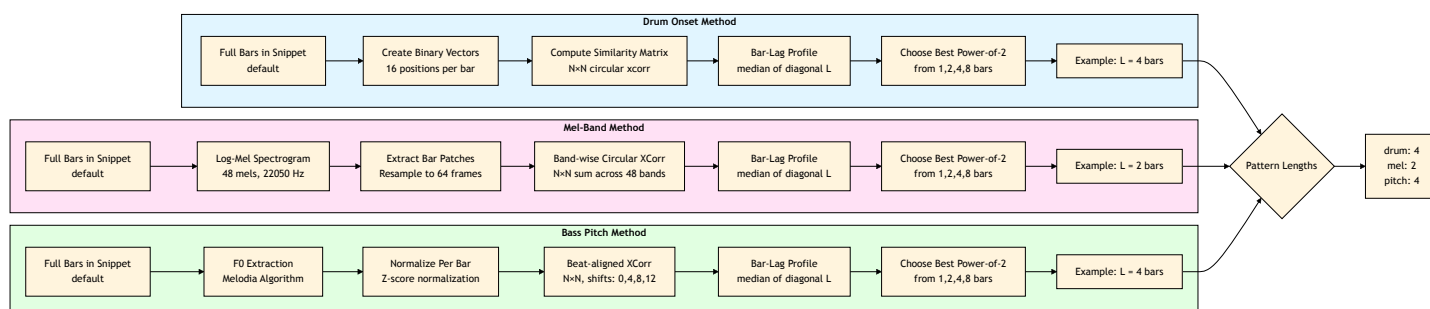 Drum Onset Method
Full Bars in Snippet
default
Create Binary Vectors
16 positions per bar
Compute Similarity Matrix
N×N circular xcorr
Bar-Lag Profile
median of diagonal L
Choose Best Power-of-2
from 1,2,4,8 bars
Example: L = 4 bars
Mel-Band Method
Full Bars in Snippet
default
Log-Mel Spectrogram
48 mels, 22050 Hz
Extract Bar Patches
Resample to 64 frames
Band-wise Circular XCorr
N×N sum across 48 bands
Bar-Lag Profile
median of diagonal L
Choose Best Power-of-2
from 1,2,4,8 bars
Example: L = 2 bars
Bass Pitch Method
Full Bars in Snippet
default
F0 Extraction
Melodia Algorithm
Normalize Per Bar
Z-score normalization
Beat-aligned XCorr
N×N, shifts: 0,4,8,12
Bar-Lag Profile
median of diagonal L
Choose Best Power-of-2
from 1,2,4,8 bars
Example: L = 4 bars
Pattern Lengths
drum: 4
mel: 2
pitch: 4